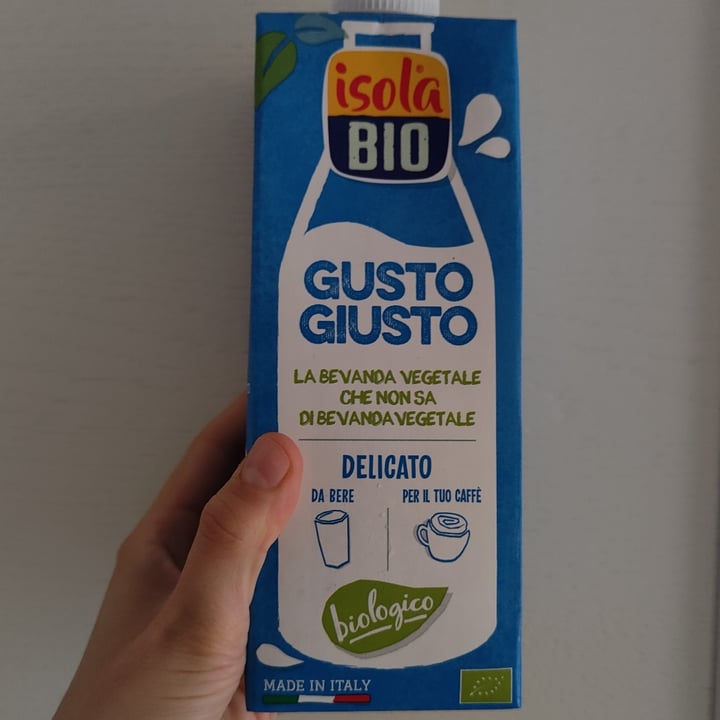 isola
BIO
GUSTO
GIUSTO
LA BEVANDA VEGETALE
CHE NON SA
DI BEVANDA VEGETALE
DELICATO
DA BERE
PER IL TUO CAFFÈ
biologico
MADE IN ITALY